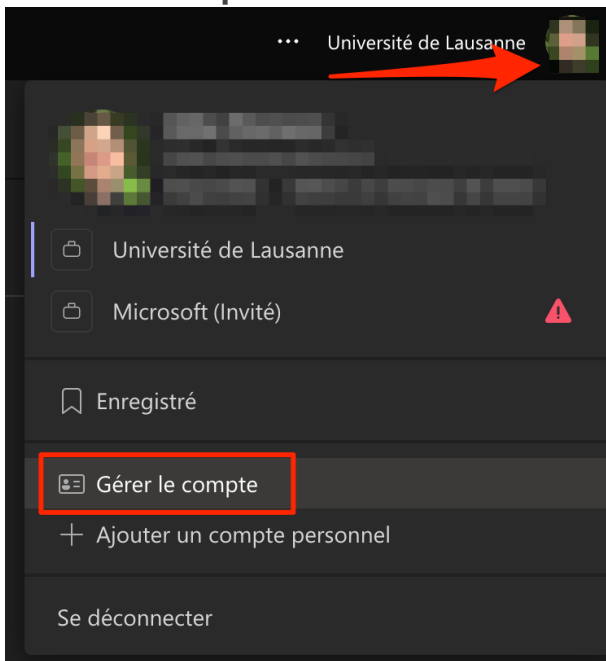 Université de Lausanne
Université de Lausanne
Microsoft (Invité)
Enregistré
Gérer le compte
Ajouter un compte personnel
Se déconnecter